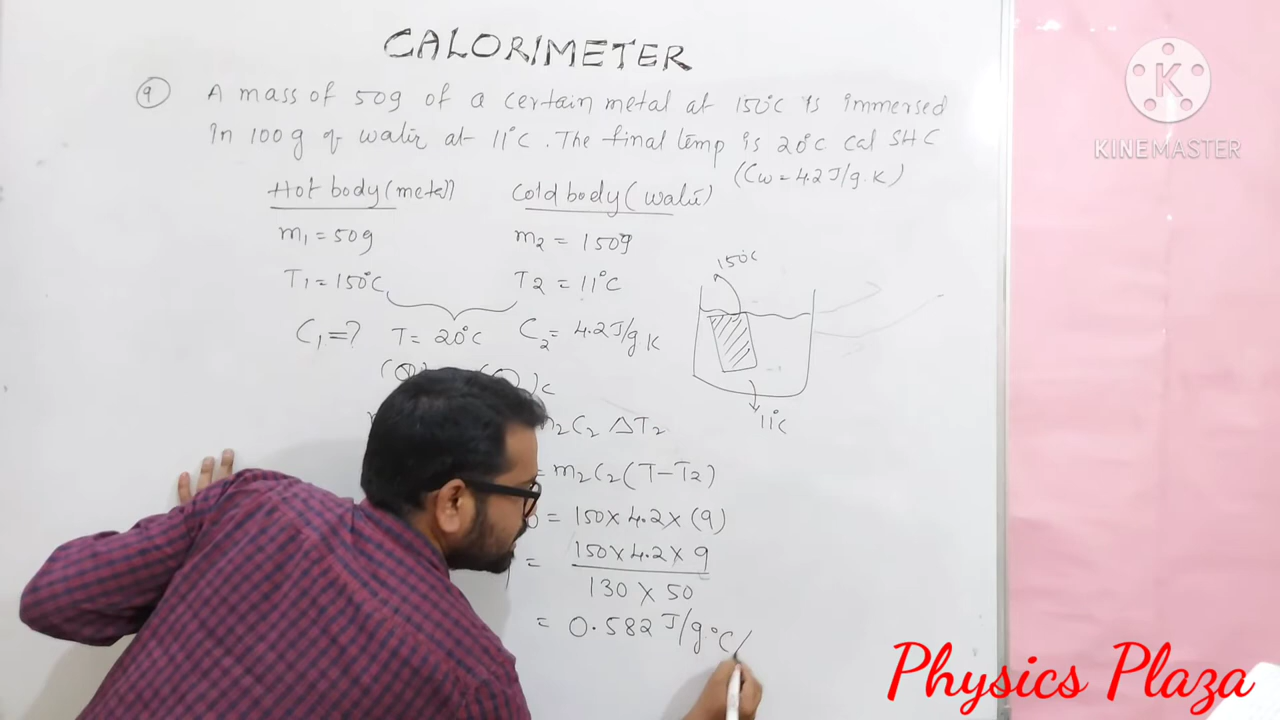 CALORIMETER
9 A mass of 50g of a certain metal at 150°C is immersed
In 100g of water at 11°C. The final temp is 20°C cal SHC
(Cw = 4.2 J/g.K)
Hot body (metal) Cold body (water)
m1 = 50g m2 = 150g
T1 = 150°C T2 = 11°C
C1 = ? T = 20°C C2 = 4.2 J/g K
150°C
11°C
m2C2 ΔT2
= m2C2 (T-T2)
= 150 × 4.2 × (9)
= 150 × 4.2 × 9
130 × 50
= 0.582 J/g°C/
K
KINEMASTER
Physics Plaza